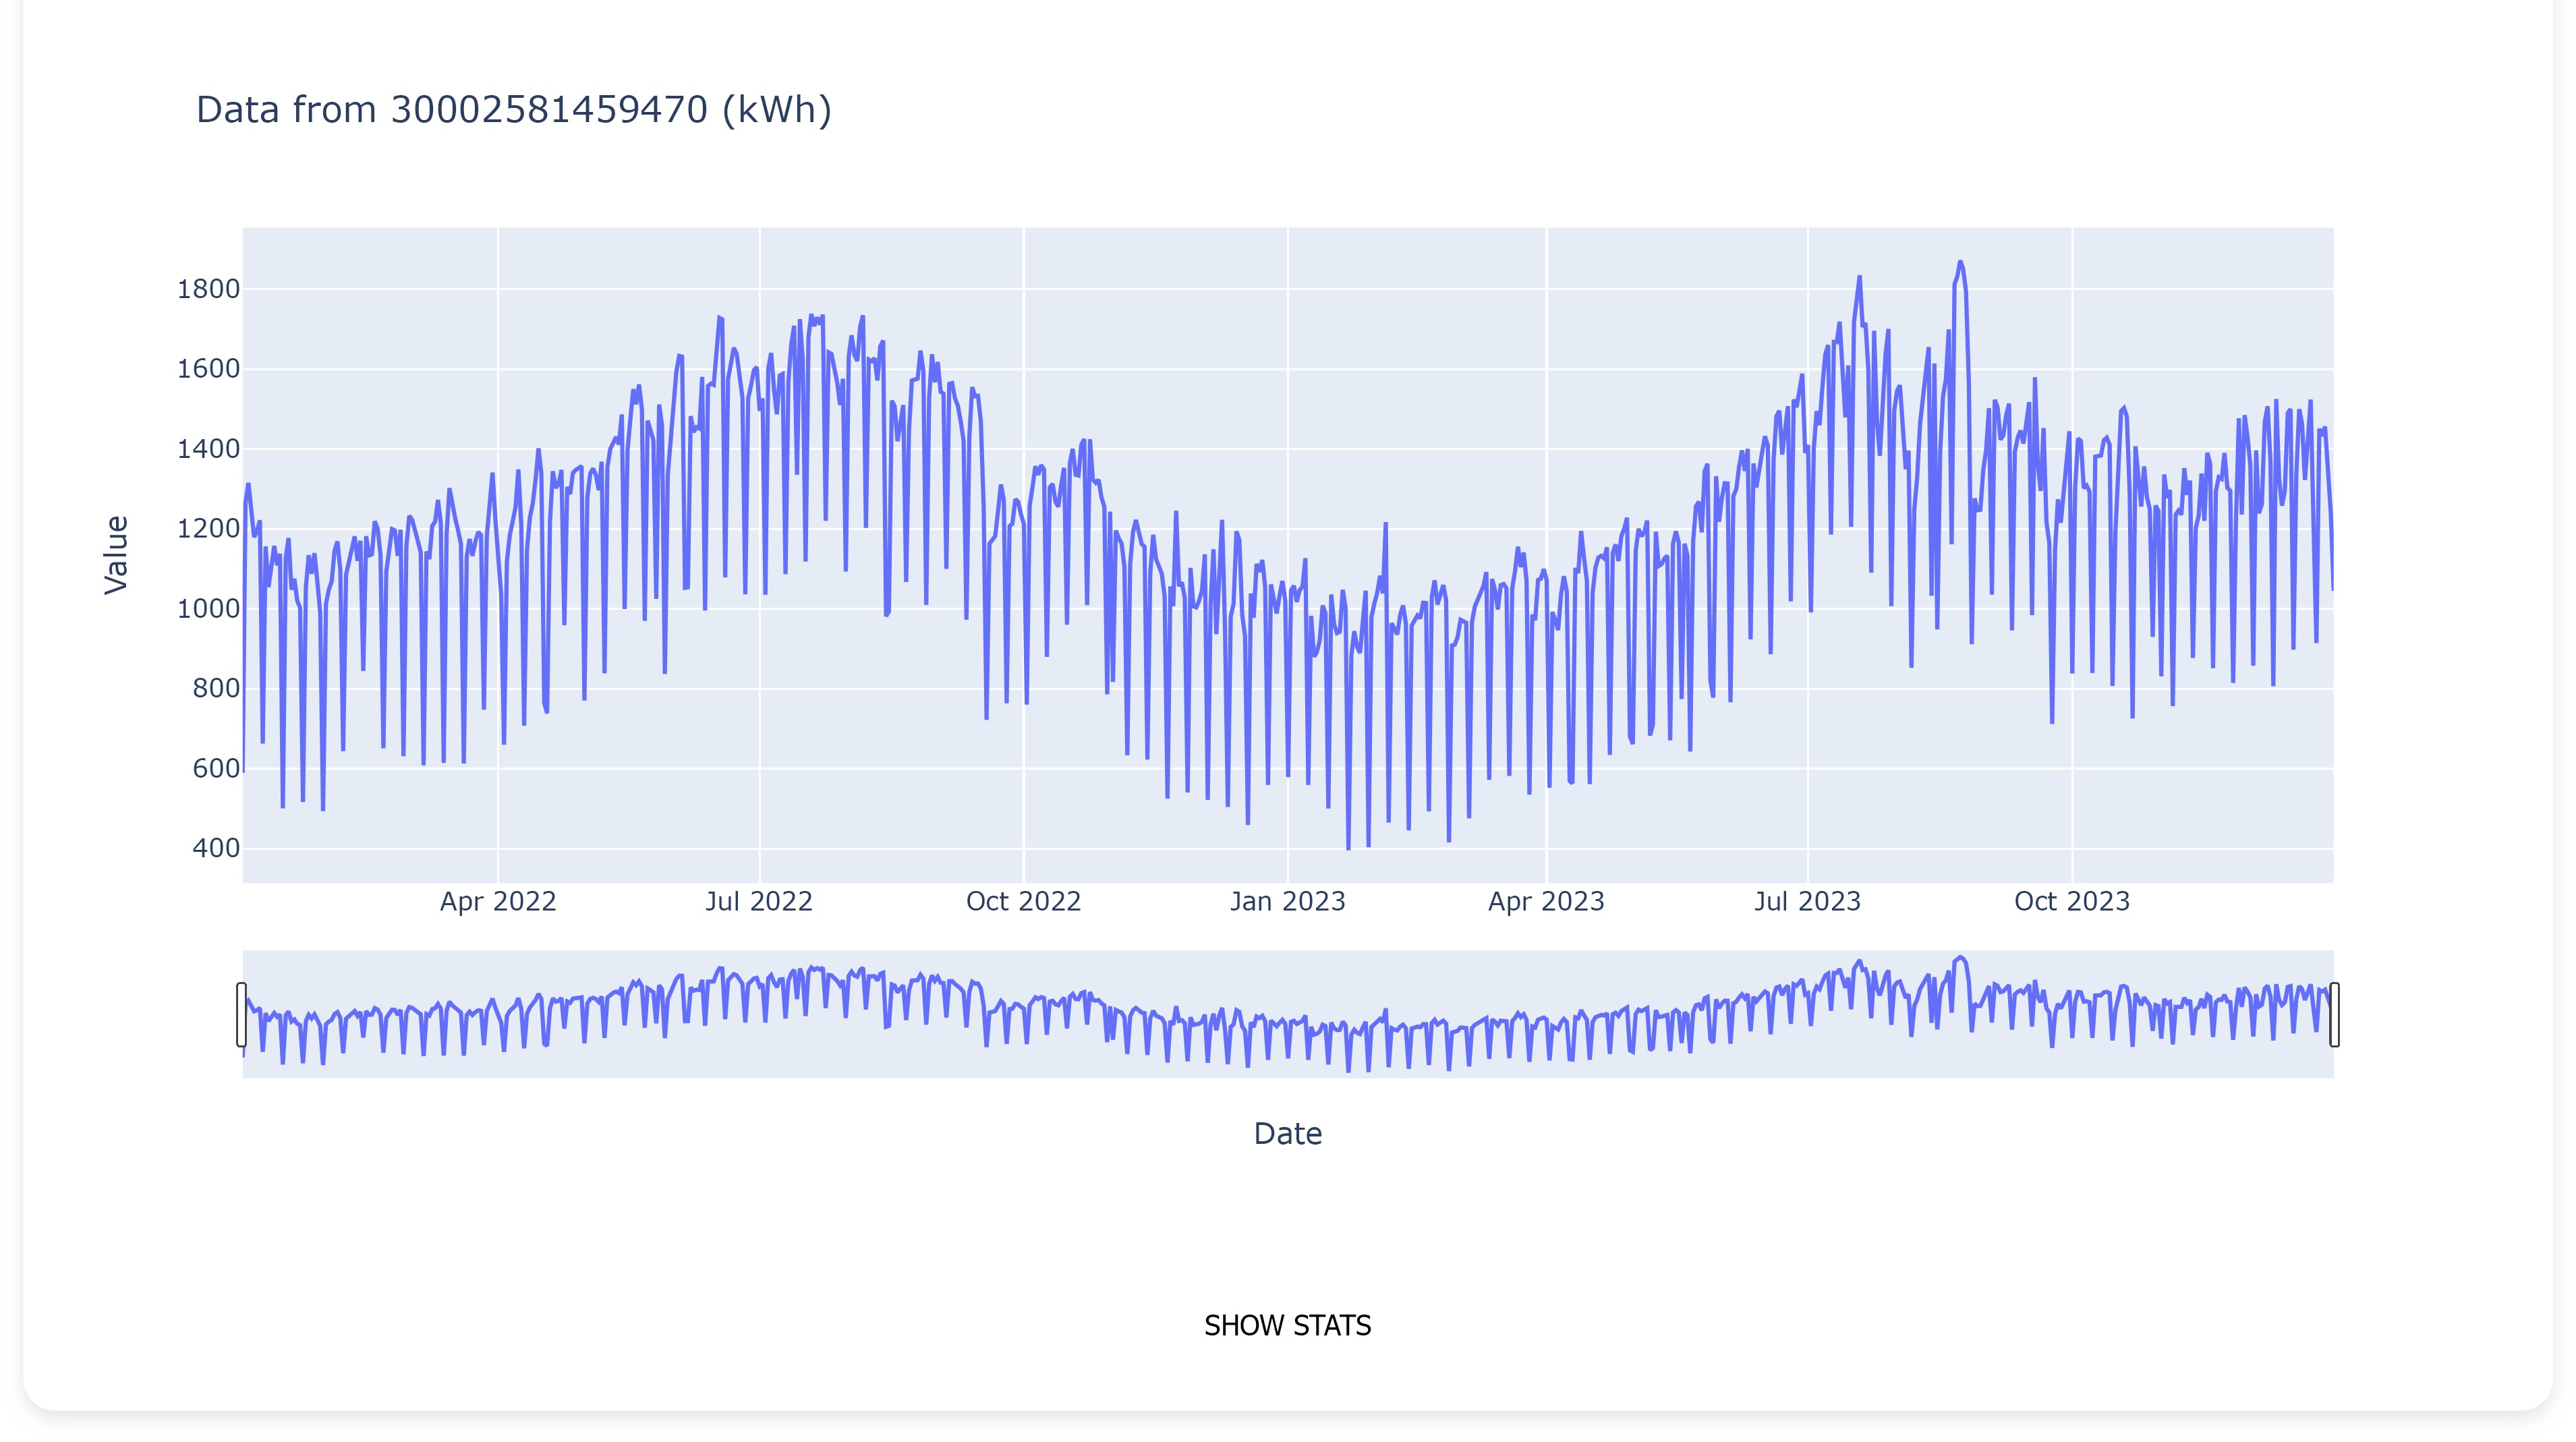 Data from 30002581459470 (kWh)
1800
1600
1400
1200
1000
800
600
400
Value
Apr 2022
Jul 2022
Oct 2022
Jan 2023
Apr 2023
Jul 2023
Oct 2023
Date
SHOW STATS